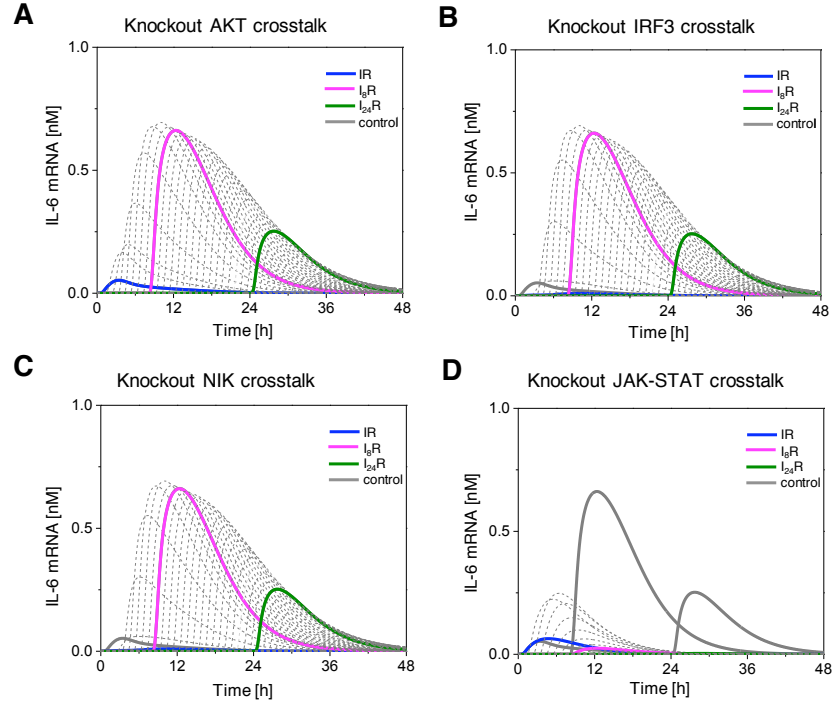 A
Knockout AKT crosstalk
1.0
0.5
0.0
IL-6 mRNA [nM]
IR
I₈R
I₂₄R
control
0 12 24 36 48
Time [h]
B
Knockout IRF3 crosstalk
1.0
0.5
0.0
IL-6 mRNA [nM]
IR
I₈R
I₂₄R
control
0 12 24 36 48
Time [h]
C
Knockout NIK crosstalk
1.0
0.5
0.0
IL-6 mRNA [nM]
IR
I₈R
I₂₄R
control
0 12 24 36 48
Time [h]
D
Knockout JAK-STAT crosstalk
1.0
0.5
0.0
IL-6 mRNA [nM]
IR
I₈R
I₂₄R
control
0 12 24 36 48
Time [h]